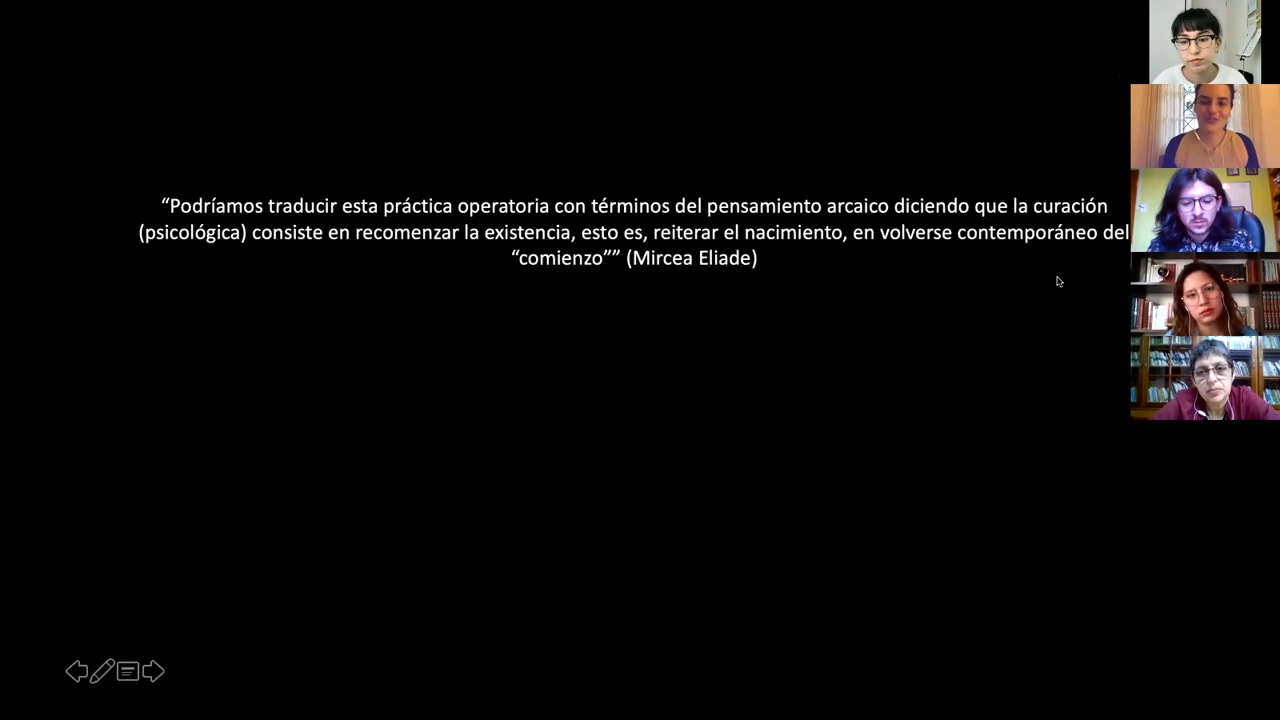 “Podríamos traducir esta práctica operatoria con términos del pensamiento arcaico diciendo que la curación
(psicológica) consiste en recomenzar la existencia, esto es, reiterar el nacimiento, en volverse contemporáneo del
“comienzo”” (Mircea Eliade)